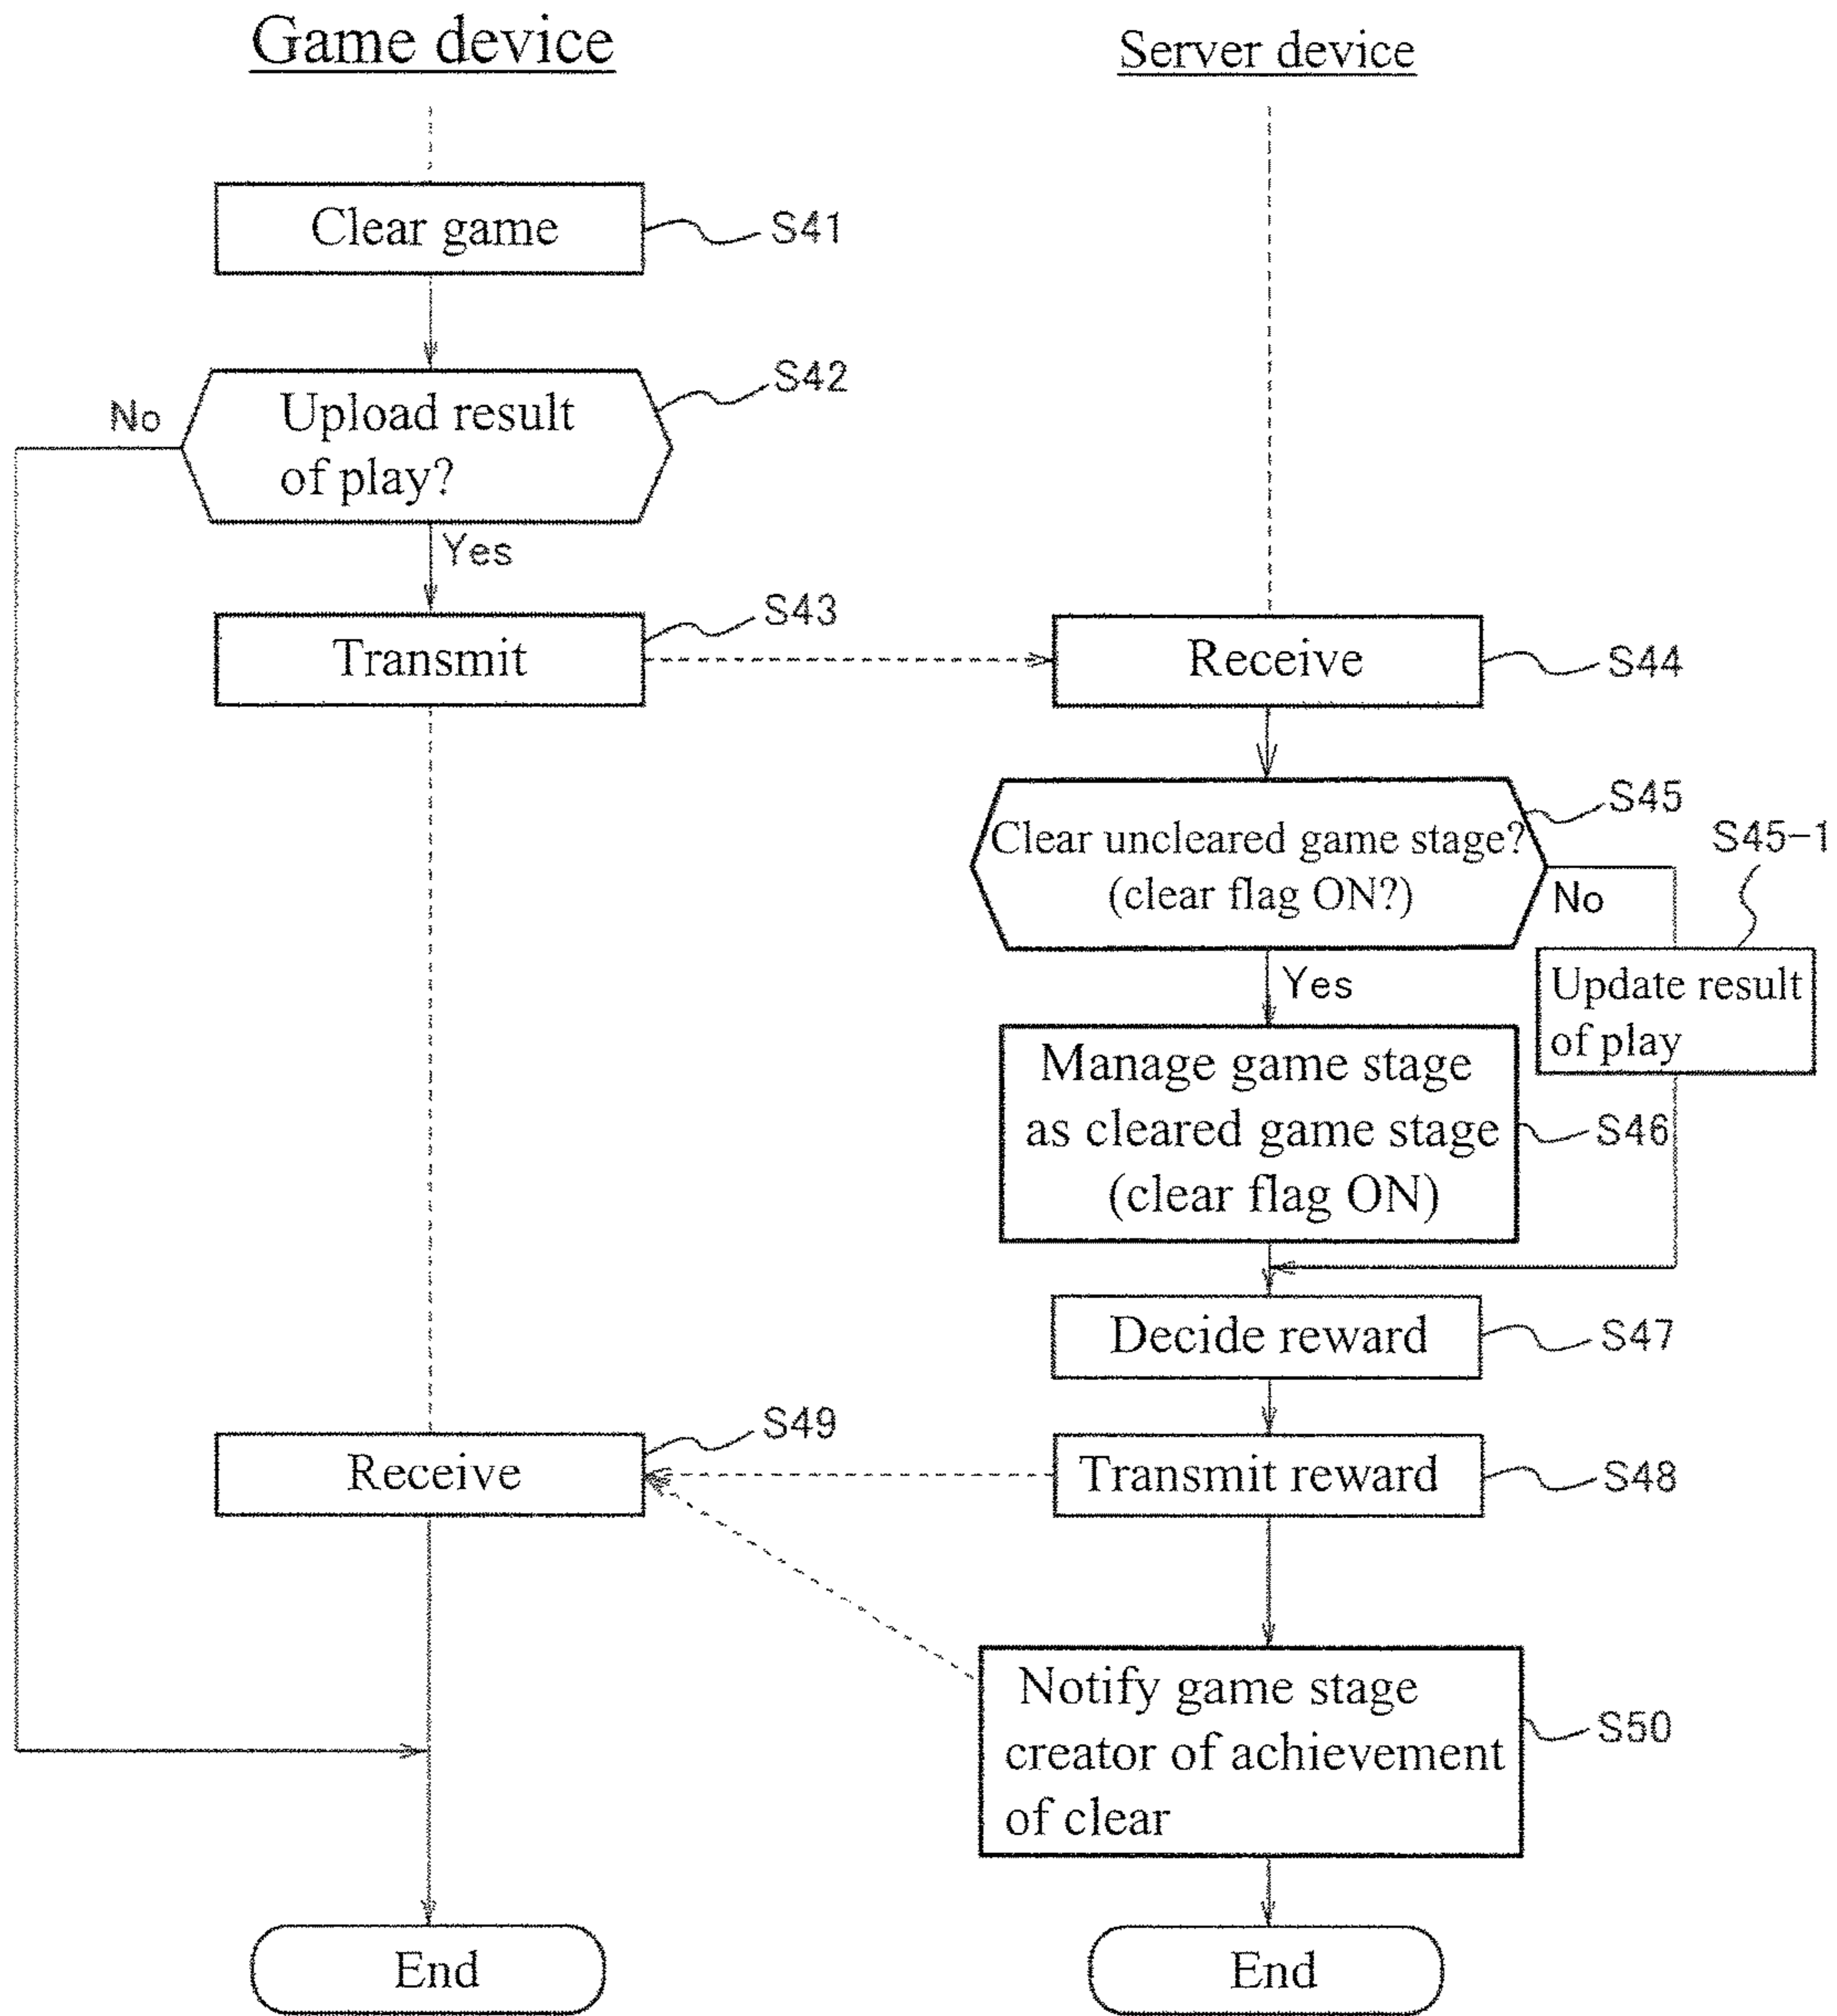 Game device
Server device
Clear game
S41
Upload result
of play?
S42
No
Yes
Transmit
S43
Receive
S44
Clear uncleared game stage?
(clear flag ON?)
S45
No
S45-1
Update result
of play
Yes
Manage game stage
as cleared game stage
(clear flag ON)
S46
Decide reward
S47
Receive
S49
Transmit reward
S48
Notify game stage
creator of achievement
of clear
S50
End
End